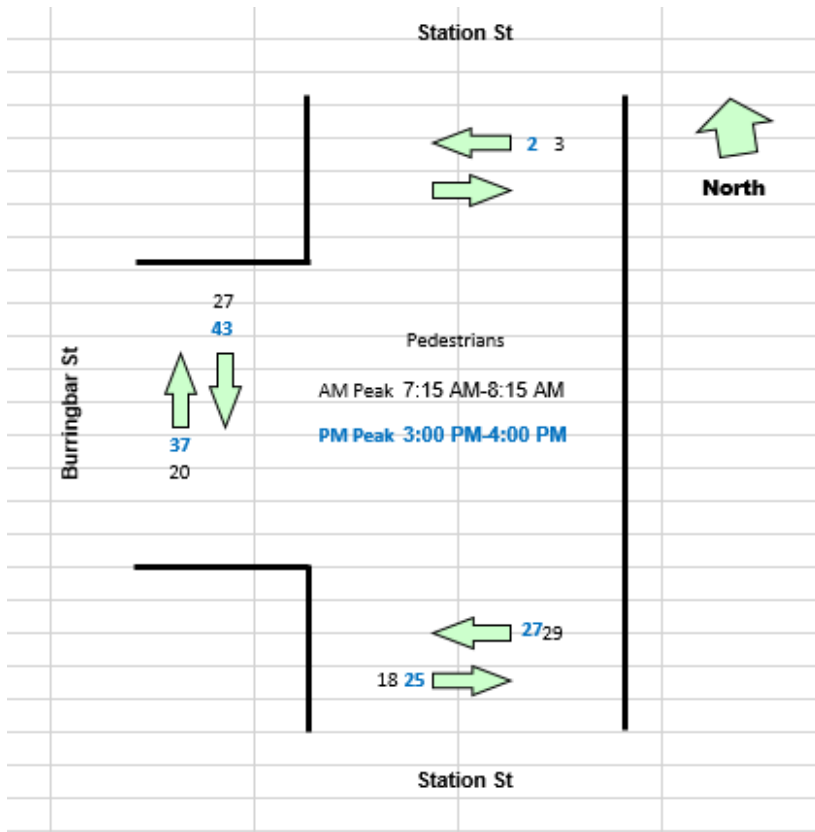 Station St
2 3
North
27
43
Burringbar St
Pedestrians
AM Peak 7:15 AM-8:15 AM
PM Peak 3:00 PM-4:00 PM
37
20
27 29
18 25
Station St